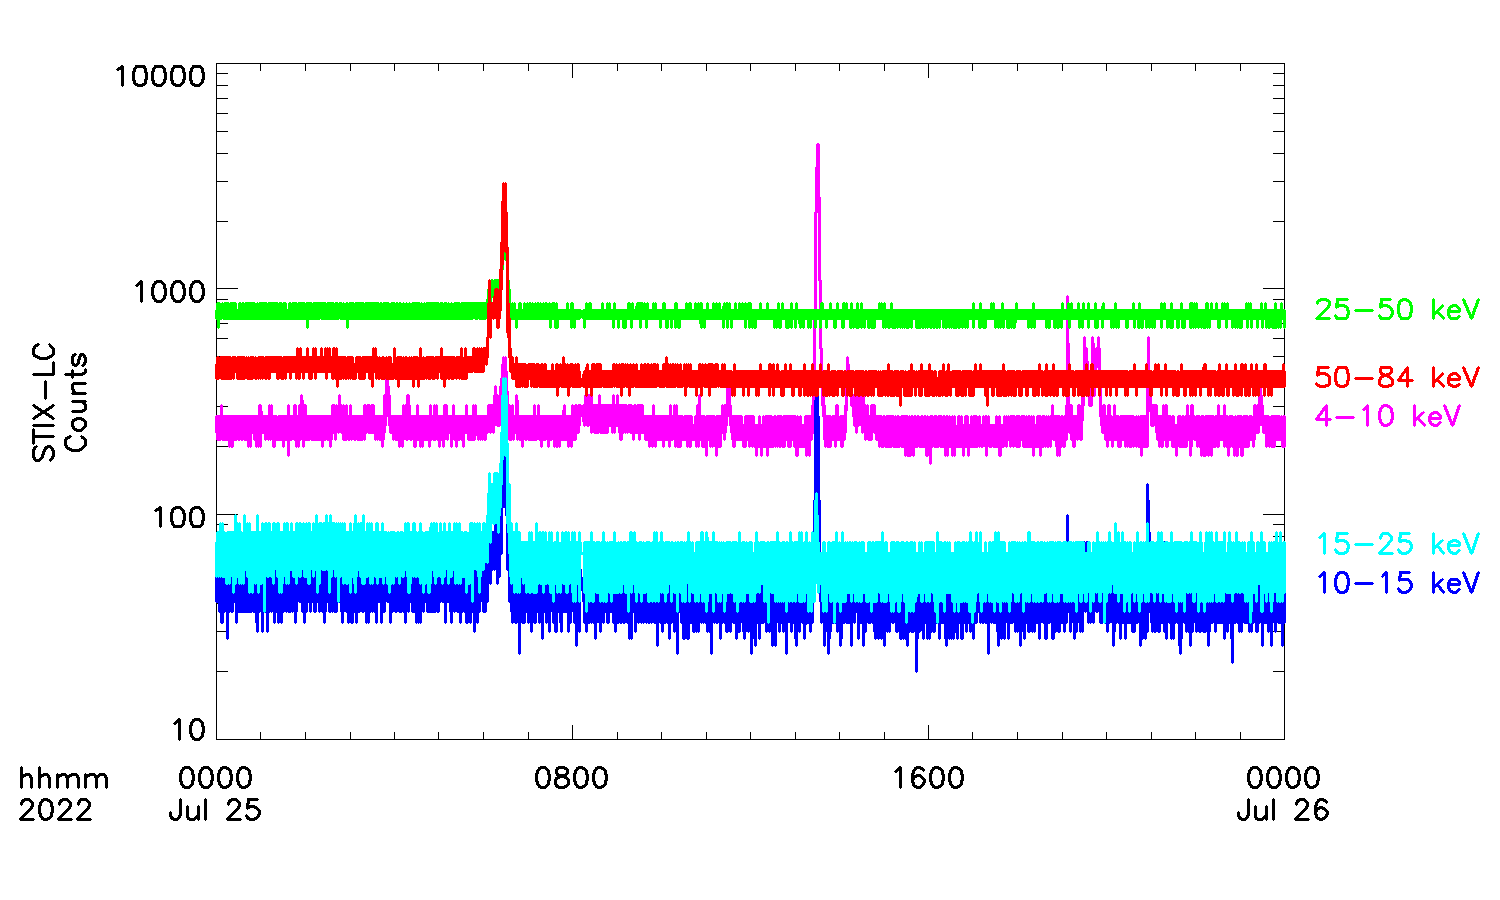 10000
1000
100
10
STIX-LC
Counts
25-50 keV
50-84 keV
4-10 keV
15-25 keV
10-15 keV
hhmm 0000 0800 1600 0000
2022 Jul 25 Jul 26